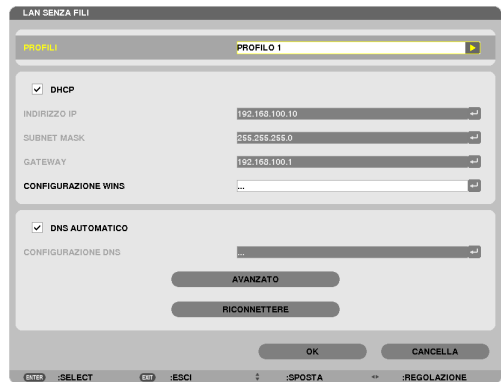 LAN SENZA FILI
PROFILI PROFILO 1
DHCP
INDIRIZZO IP 192.168.100.10
SUBNET MASK 255.255.255.0
GATEWAY 192.168.100.1
CONFIGURAZIONE WINS ...
DNS AUTOMATICO
CONFIGURAZIONE DNS ...
AVANZATO
RICONNETTERE
OK CANCELLA
ENTER :SELECT EXIT :ESCI :SPOSTA :REGOLAZIONE